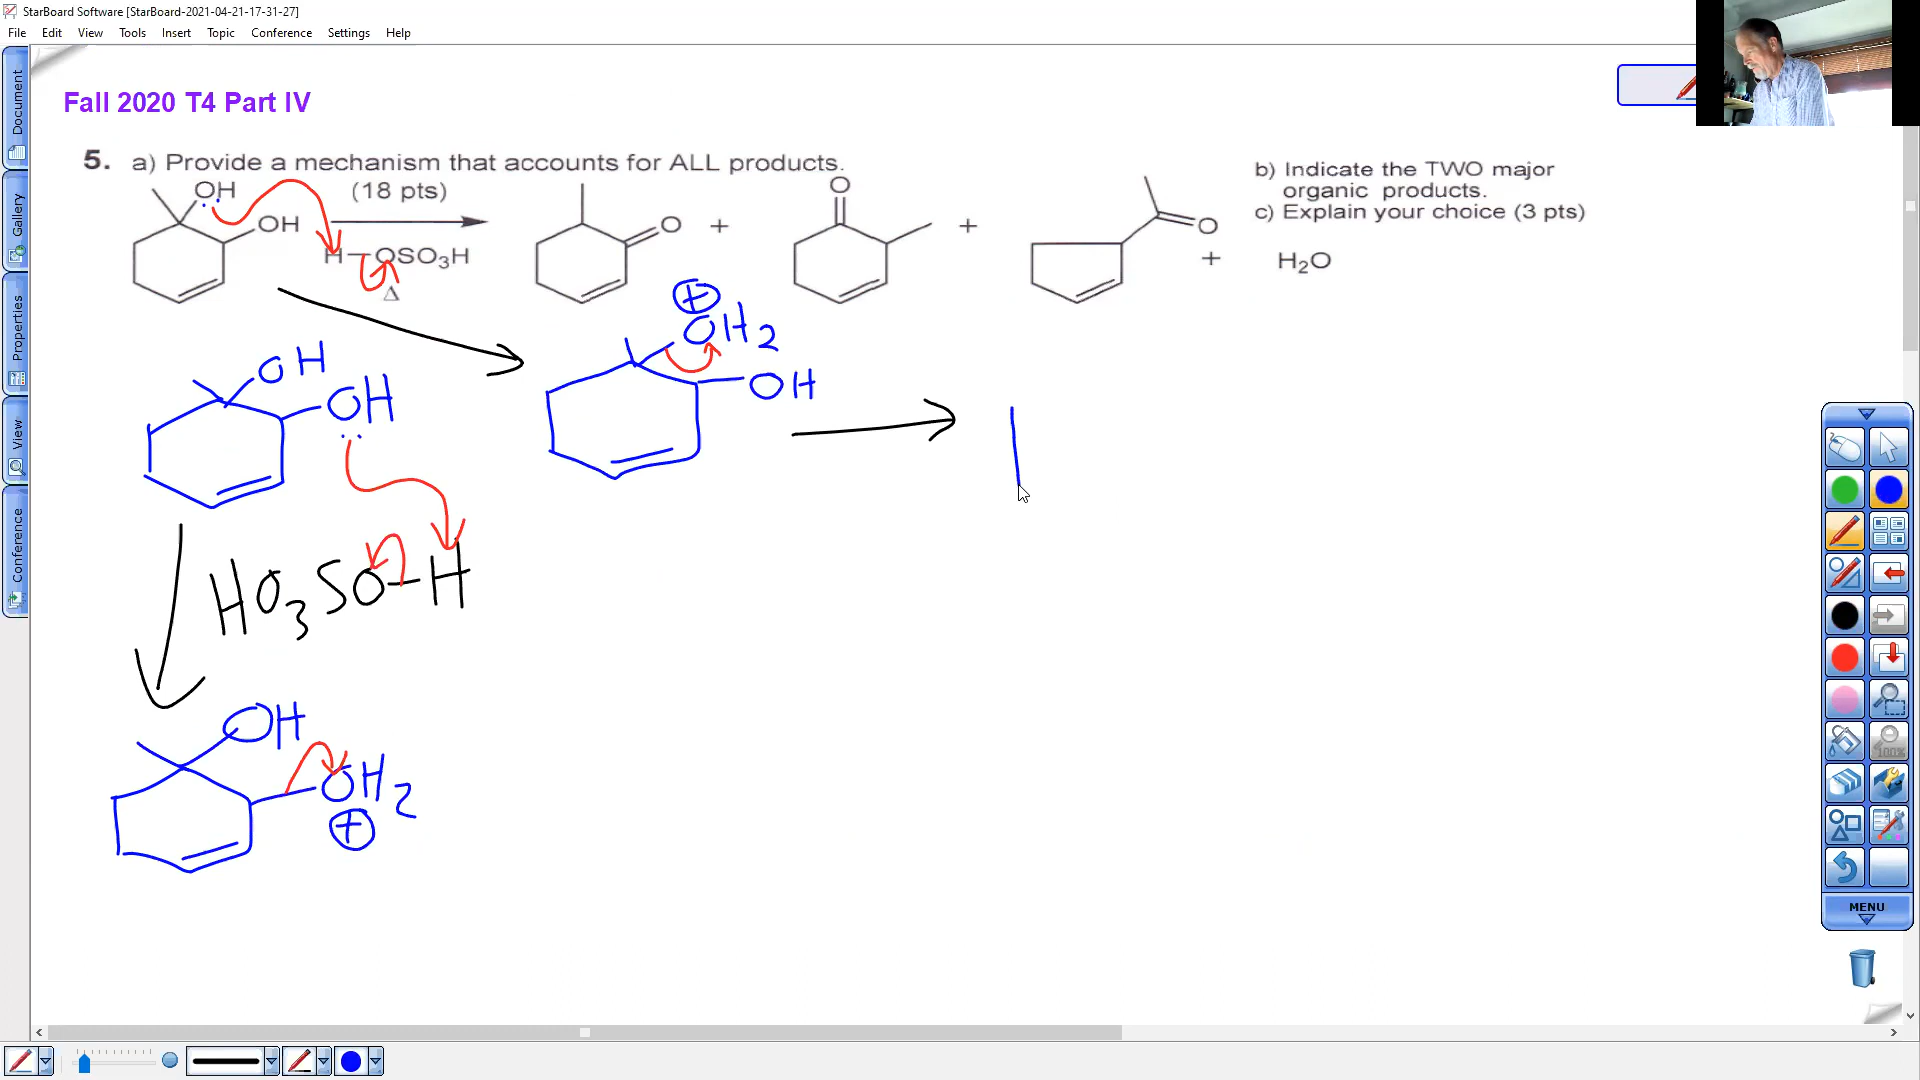 StarBoard Software [StarBoard-2021-04-21-17-31-27]
File Edit View Tools Insert Topic Conference Settings Help
Document
Gallery
Properties
View
Conference
Fall 2020 T4 Part IV
5. a) Provide a mechanism that accounts for ALL products.
(18 pts)
b) Indicate the TWO major
organic products.
c) Explain your choice (3 pts)
OH
OH
H—OSO₃H
Δ
O
+
O
+
O
+
H₂O
OH
OH
⊕
OH₂
OH
HO₃SO–H
OH
OH₂
⊕
100%
MENU